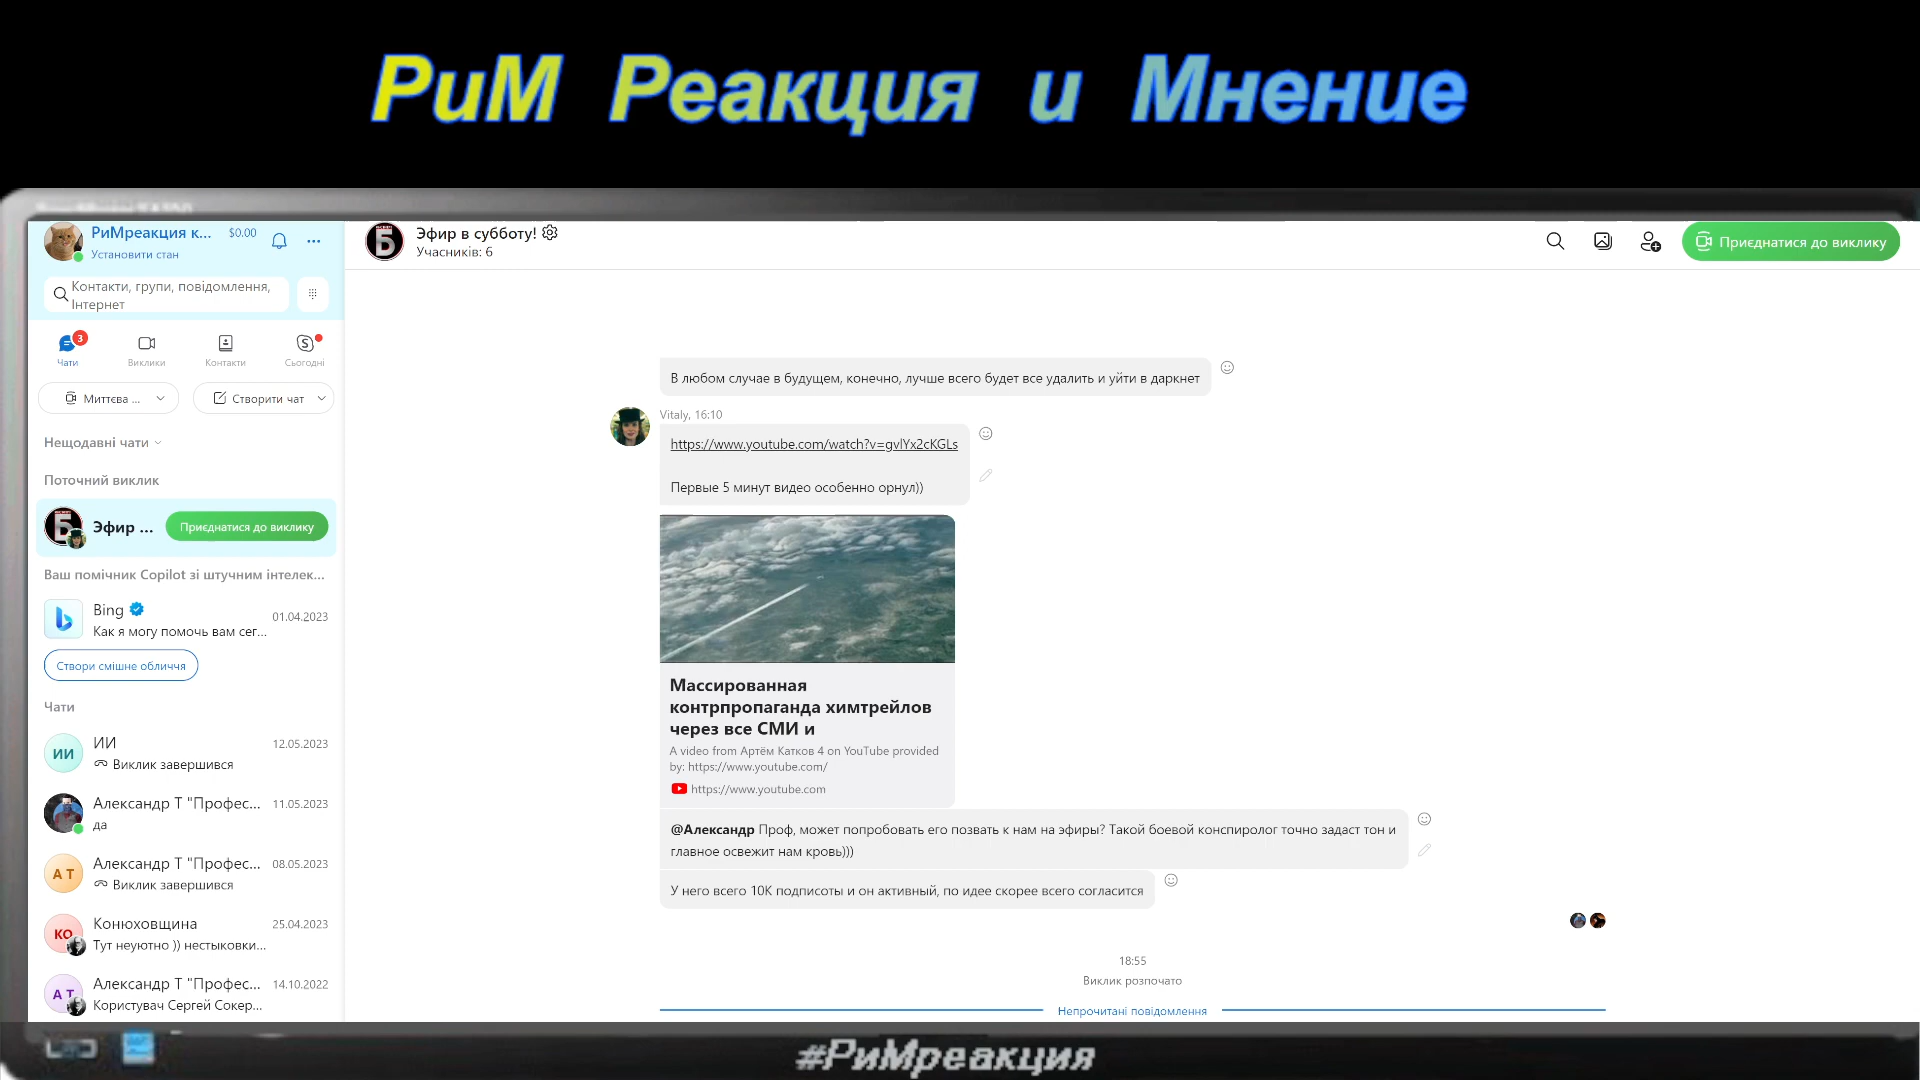 РиМ Реакция и Мнение
РиМреакция к...
$0.00
Установити стан
Контакти, групи, повідомлення,
Інтернет
3
Чати
Виклики
Контакти
Сьогодні
Миттєва ...
Створити чат
Нещодавні чати
Поточний виклик
Эфир ...
Приєднатися до виклику
Ваш помічник Copilot зі штучним інтелек...
Bing
01.04.2023
Как я могу помочь вам сег...
Створи смішне обличчя
Чати
ИИ
ИИ
12.05.2023
Виклик завершився
Александр Т "Профес...
11.05.2023
да
А Т
Александр Т "Профес...
08.05.2023
Виклик завершився
КО
Конюховщина
25.04.2023
Тут неуютно )) нестыковки...
А Т
Александр Т "Профес...
14.10.2022
Користувач Сергей Сокер...
Б
Эфир в субботу!
Учасників: 6
Приєднатися до виклику
В любом случае в будущем, конечно, лучше всего будет все удалить и уйти в даркнет
Vitaly, 16:10
https://www.youtube.com/watch?v=gvlYx2cKGLs
Первые 5 минут видео особенно орнул))
Массированная
контрпропаганда химтрейлов
через все СМИ и
A video from Артём Катков 4 on YouTube provided
by: https://www.youtube.com/
https://www.youtube.com
@Александр Проф, может попробовать его позвать к нам на эфиры? Такой боевой конспиролог точно задаст тон и
главное освежит нам кровь)))
У него всего 10К подписоты и он активный, по идее скорее всего согласится
18:55
Виклик розпочато
Непрочитані повідомлення
#РиМреакция